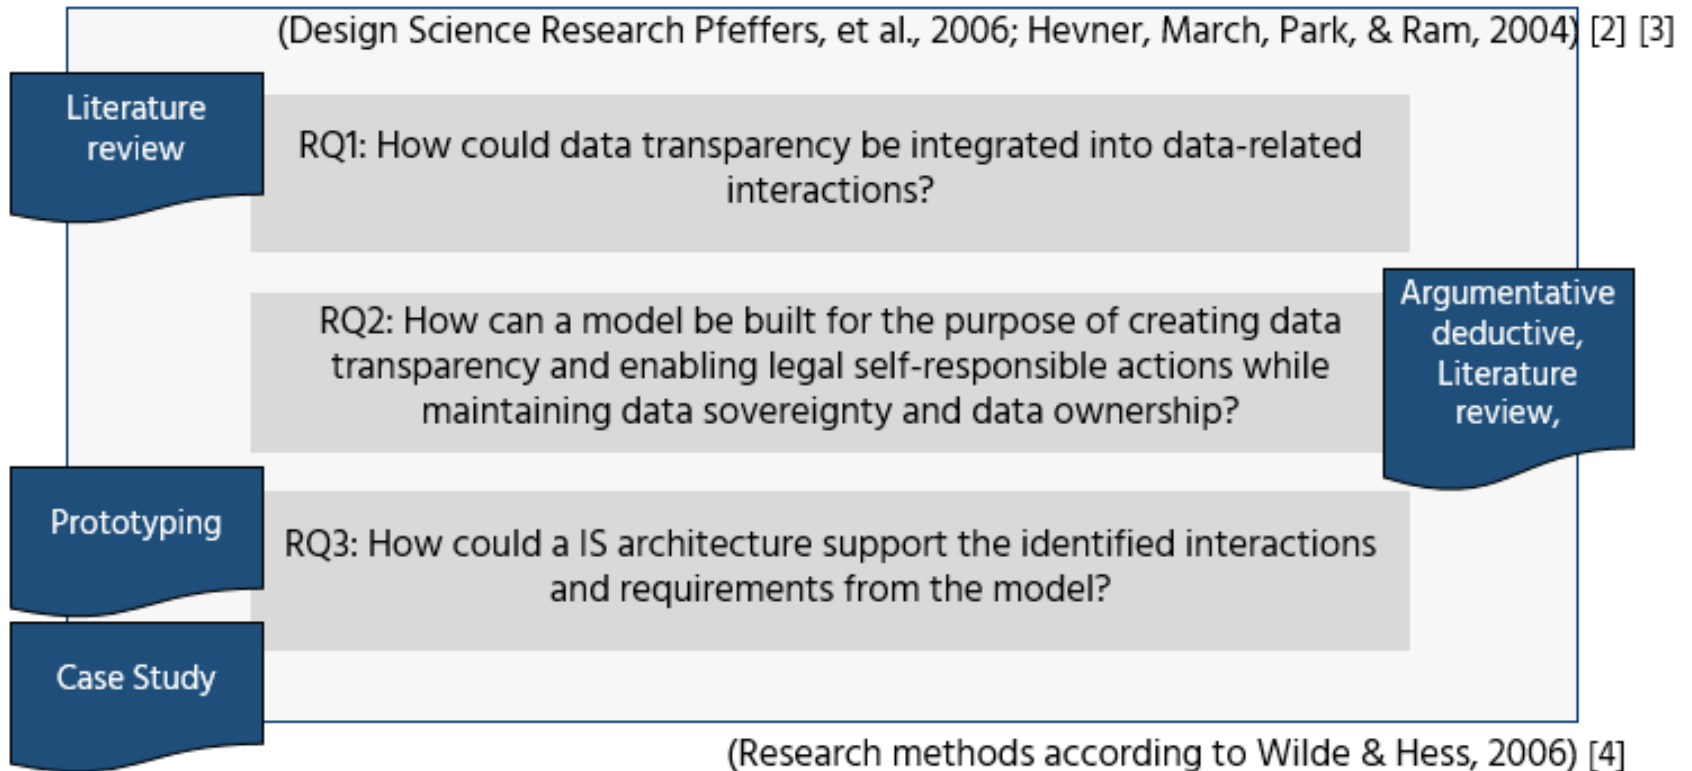 (Design Science Research Pfeffers, et al., 2006; Hevner, March, Park, & Ram, 2004) [2] [3]
Literature
review
RQ1: How could data transparency be integrated into data-related
interactions?
RQ2: How can a model be built for the purpose of creating data
transparency and enabling legal self-responsible actions while
maintaining data sovereignty and data ownership?
Argumentative
deductive,
Literature
review,
Prototyping
RQ3: How could a IS architecture support the identified interactions
and requirements from the model?
Case Study
(Research methods according to Wilde & Hess, 2006) [4]